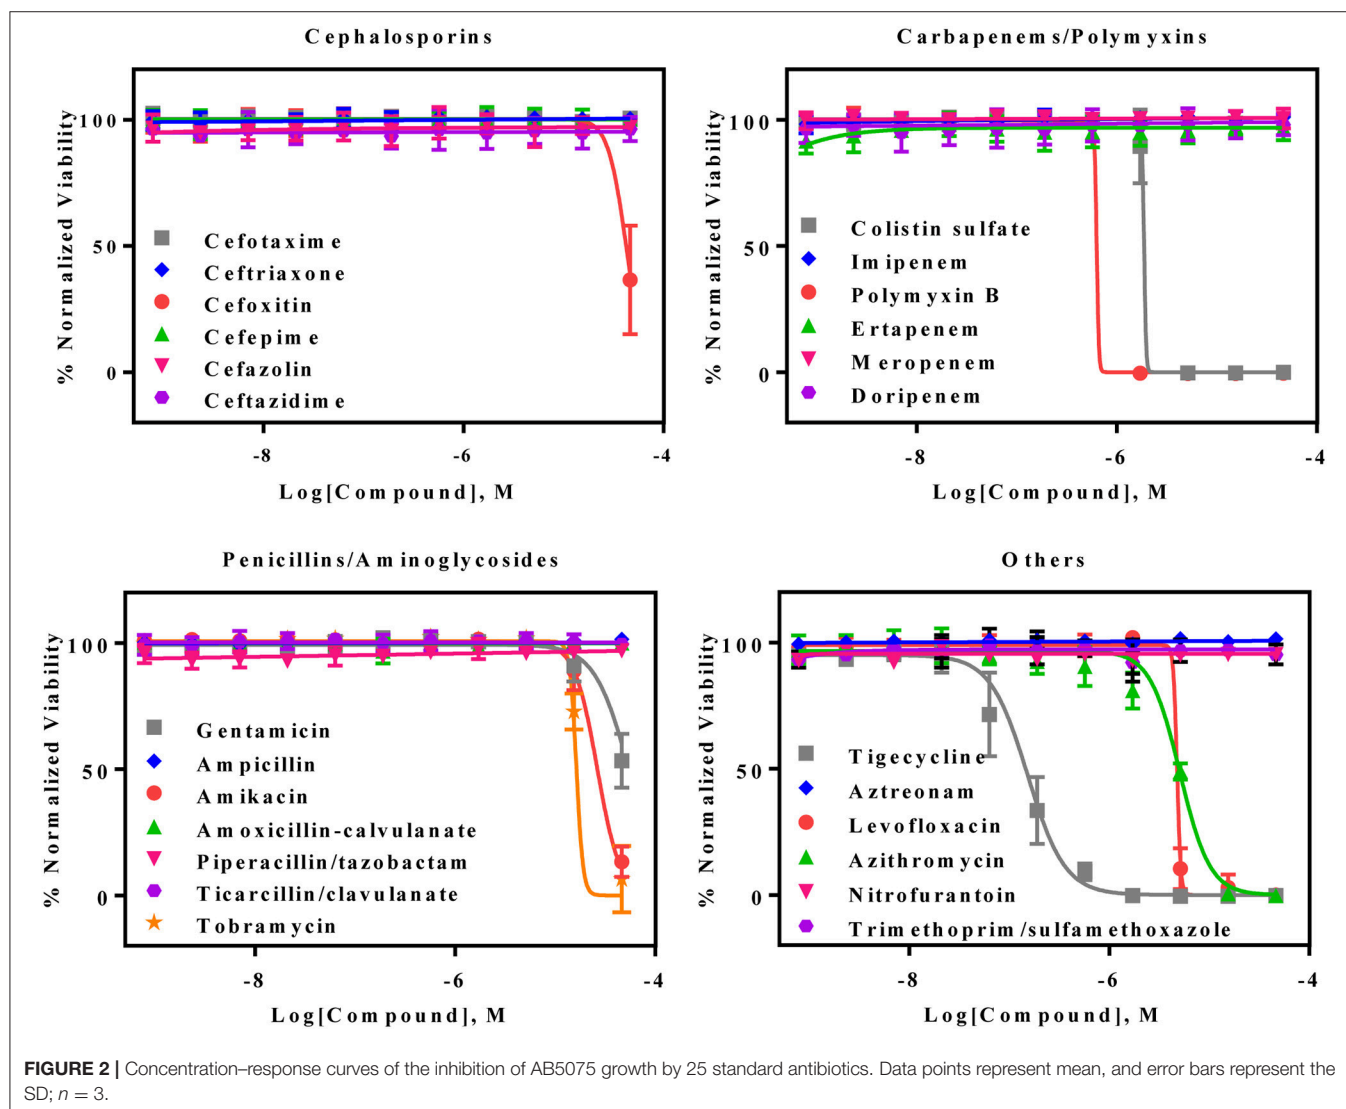 Cephalosporins
% Normalized Viability
100
50
0
Cefotaxime
Ceftriaxone
Cefoxitin
Cefepime
Cefazolin
Ceftazidime
-8
-6
-4
Log[Compound], M
Carbapenems/Polymyxins
% Normalized Viability
100
50
0
Colistin sulfate
Imipenem
Polymyxin B
Ertapenem
Meropenem
Doripenem
-8
-6
-4
Log[Compound], M
Penicillins/Aminoglycosides
% Normalized Viability
100
50
0
Gentamicin
Ampicillin
Amikacin
Amoxicillin-calvulanate
Piperacillin/tazobactam
Ticarcillin/clavulanate
Tobramycin
-8
-6
-4
Log[Compound], M
Others
% Normalized Viability
100
50
0
Tigecycline
Aztreonam
Levofloxacin
Azithromycin
Nitrofurantoin
Trimethoprim/sulfamethoxazole
-8
-6
-4
Log[Compound], M
FIGURE 2 | Concentration–response curves of the inhibition of AB5075 growth by 25 standard antibiotics. Data points represent mean, and error bars represent the
SD; n = 3.